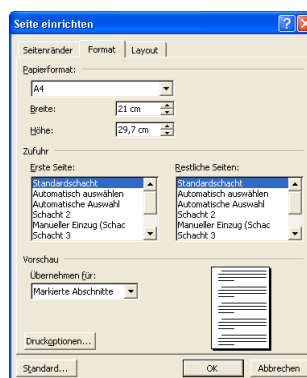 Seite einrichten
Seitenränder Format Layout
Papierformat:
A4
Breite: 21 cm
Höhe: 29,7 cm
Zufuhr
Erste Seite: Restliche Seiten:
Standardschacht Standardschacht
Automatisch auswählen Automatisch auswählen
Automatische Auswahl Automatische Auswahl
Schacht 2 Schacht 2
Manueller Einzug (Schac Manueller Einzug (Schac
Schacht 3 Schacht 3
Vorschau
Übernehmen für:
Markierte Abschnitte
Druckoptionen...
Standard... OK Abbrechen